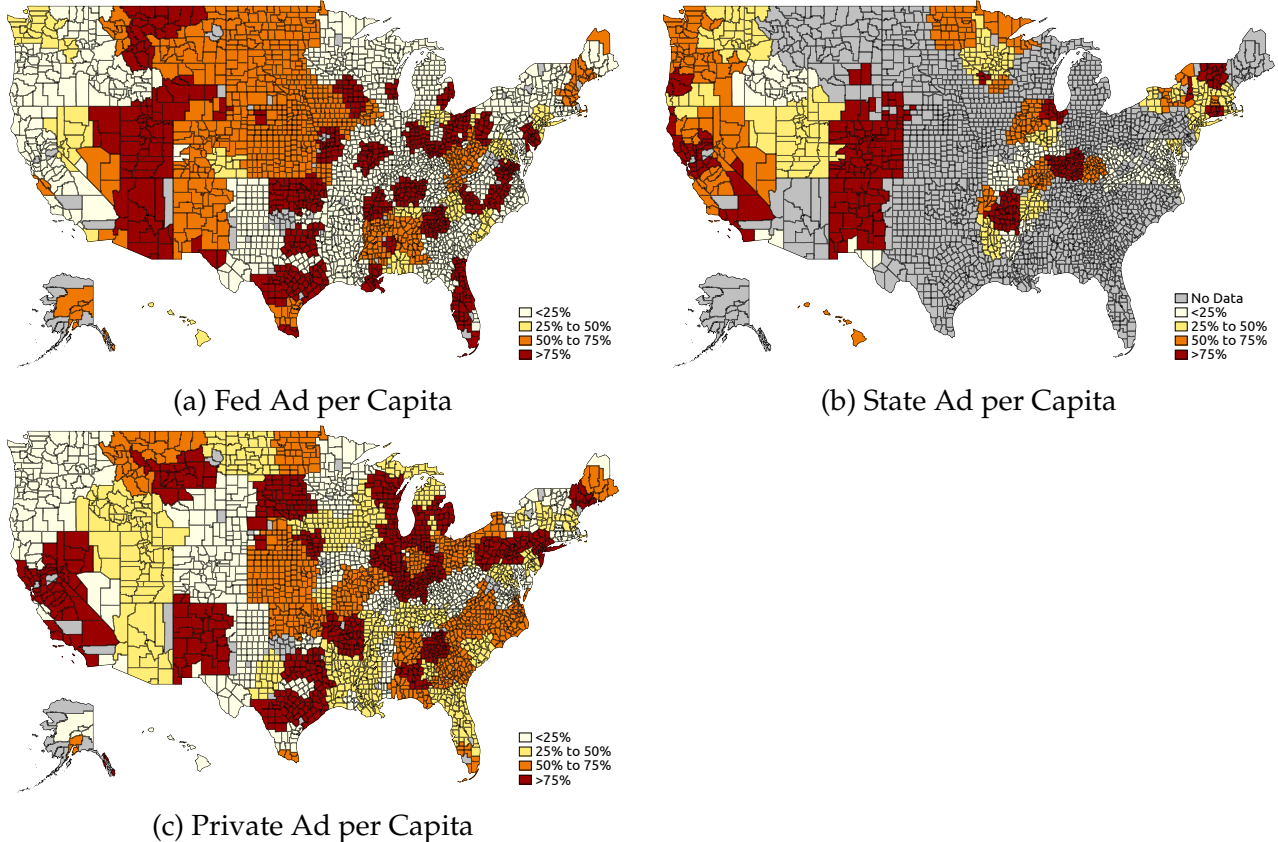 <25%
25% to 50%
50% to 75%
>75%
(a) Fed Ad per Capita
No Data
<25%
25% to 50%
50% to 75%
>75%
(b) State Ad per Capita
<25%
25% to 50%
50% to 75%
>75%
(c) Private Ad per Capita